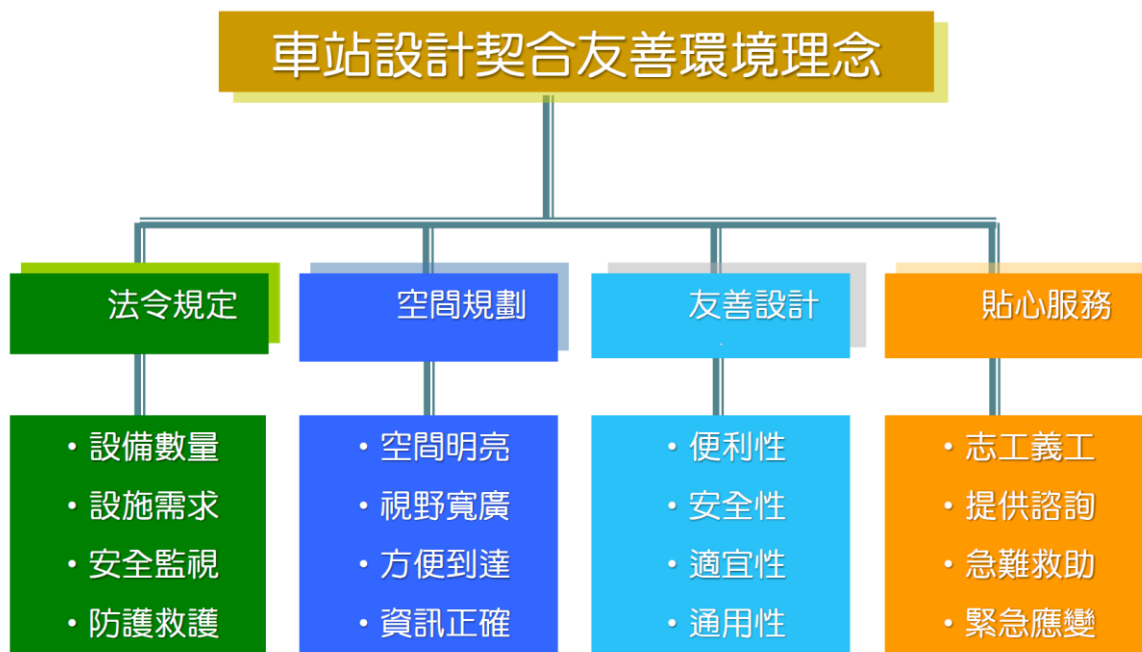 車站設計契合友善環境理念
法令規定
・設備數量
・設施需求
・安全監視
・防護救護
空間規劃
・空間明亮
・視野寬廣
・方便到達
・資訊正確
友善設計
・便利性
・安全性
・適宜性
・通用性
貼心服務
・志工義工
・提供諮詢
・急難救助
・緊急應變